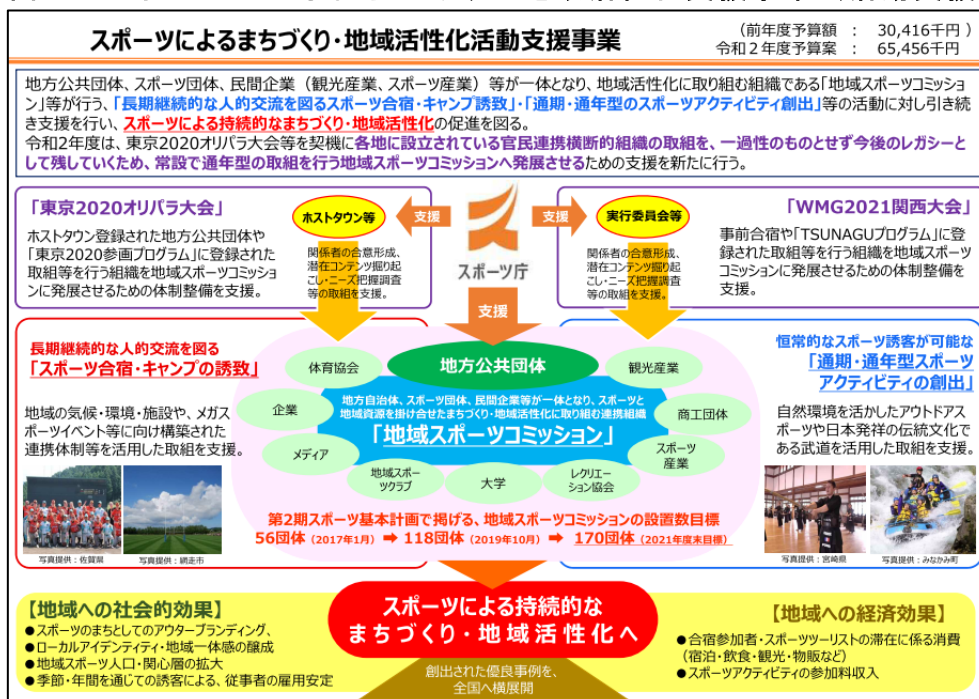 スポーツによるまちづくり・地域活性化活動支援事業
（前年度予算額 ： 30,416千円 ）
令和２年度予算案 ： 65,456千円
地方公共団体、スポーツ団体、民間企業（観光産業、スポーツ産業）等が一体となり、地域活性化に取り組む組織である「地域スポーツコミッショ
ン」等が行う、「長期継続的な人的交流を図るスポーツ合宿・キャンプ誘致」・「通期・通年型のスポーツアクティビティ創出」等の活動に対し引き続
き支援を行い、スポーツによる持続的なまちづくり・地域活性化の促進を図る。
令和2年度は、東京2020オリパラ大会等を契機に各地に設立されている官民連携横断的組織の取組を、一過性のものとせず今後のレガシーと
して残していくため、常設で通年型の取組を行う地域スポーツコミッションへ発展させるための支援を新たに行う。
「東京2020オリパラ大会」
ホストタウン登録された地方公共団体や
「東京2020参画プログラム」に登録された
取組等を行う組織を地域スポーツコミッショ
ンに発展させるための体制整備を支援。
ホストタウン等
関係者の合意形成、
潜在コンテンツ掘り起
こし・ニーズ把握調査
等の取組を支援。
支援
スポーツ庁
支援
支援
実行委員会等
関係者の合意形成、
潜在コンテンツ掘り起
こし・ニーズ把握調査
等の取組を支援。
「WMG2021関西大会」
事前合宿や「TSUNAGUプログラム」に登
録された取組等を行う組織を地域スポーツ
コミッションに発展させるための体制整備
を支援。
長期継続的な人的交流を図る
「スポーツ合宿・キャンプの誘致」
地域の気候・環境・施設や、メガス
ポーツイベント等に向け構築された
連携体制等を活用した取組を支援。
写真提供：佐賀県
写真提供：網走市
体育協会
地方公共団体
観光産業
企業
地方自治体、スポーツ団体、民間企業等が一体となり、スポーツと
地域資源を掛け合せたまちづくり・地域活性化に取り組む連携組織
「地域スポーツコミッション」
商工団体
メディア
地域スポー
ツクラブ
大学
レクリエー
ション協会
スポーツ
産業
第2期スポーツ基本計画で掲げる、地域スポーツコミッションの設置数目標
56団体（2017年1月）➡ 118団体（2019年10月）➡ 170団体（2021年度末目標）
恒常的なスポーツ誘客が可能な
「通期・通年型スポーツ
アクティビティの創出」
自然環境を活かしたアウトドアス
ポーツや日本発祥の伝統文化で
ある武道を活用した取組を支援。
写真提供：宮崎県
写真提供：みなかみ町
【地域への社会的効果】
●スポーツのまちとしてのアウターブランディング、
●ローカルアイデンティティ・地域一体感の醸成
●地域スポーツ人口・関心層の拡大
●季節・年間を通じての誘客による、従事者の雇用安定
スポーツによる持続的な
まちづくり・地域活性化へ
創出された優良事例を、
全国へ横展開
【地域への経済効果】
●合宿参加者・スポーツツーリストの滞在に係る消費
（宿泊・飲食・観光・物販など）
●スポーツアクティビティの参加料収入